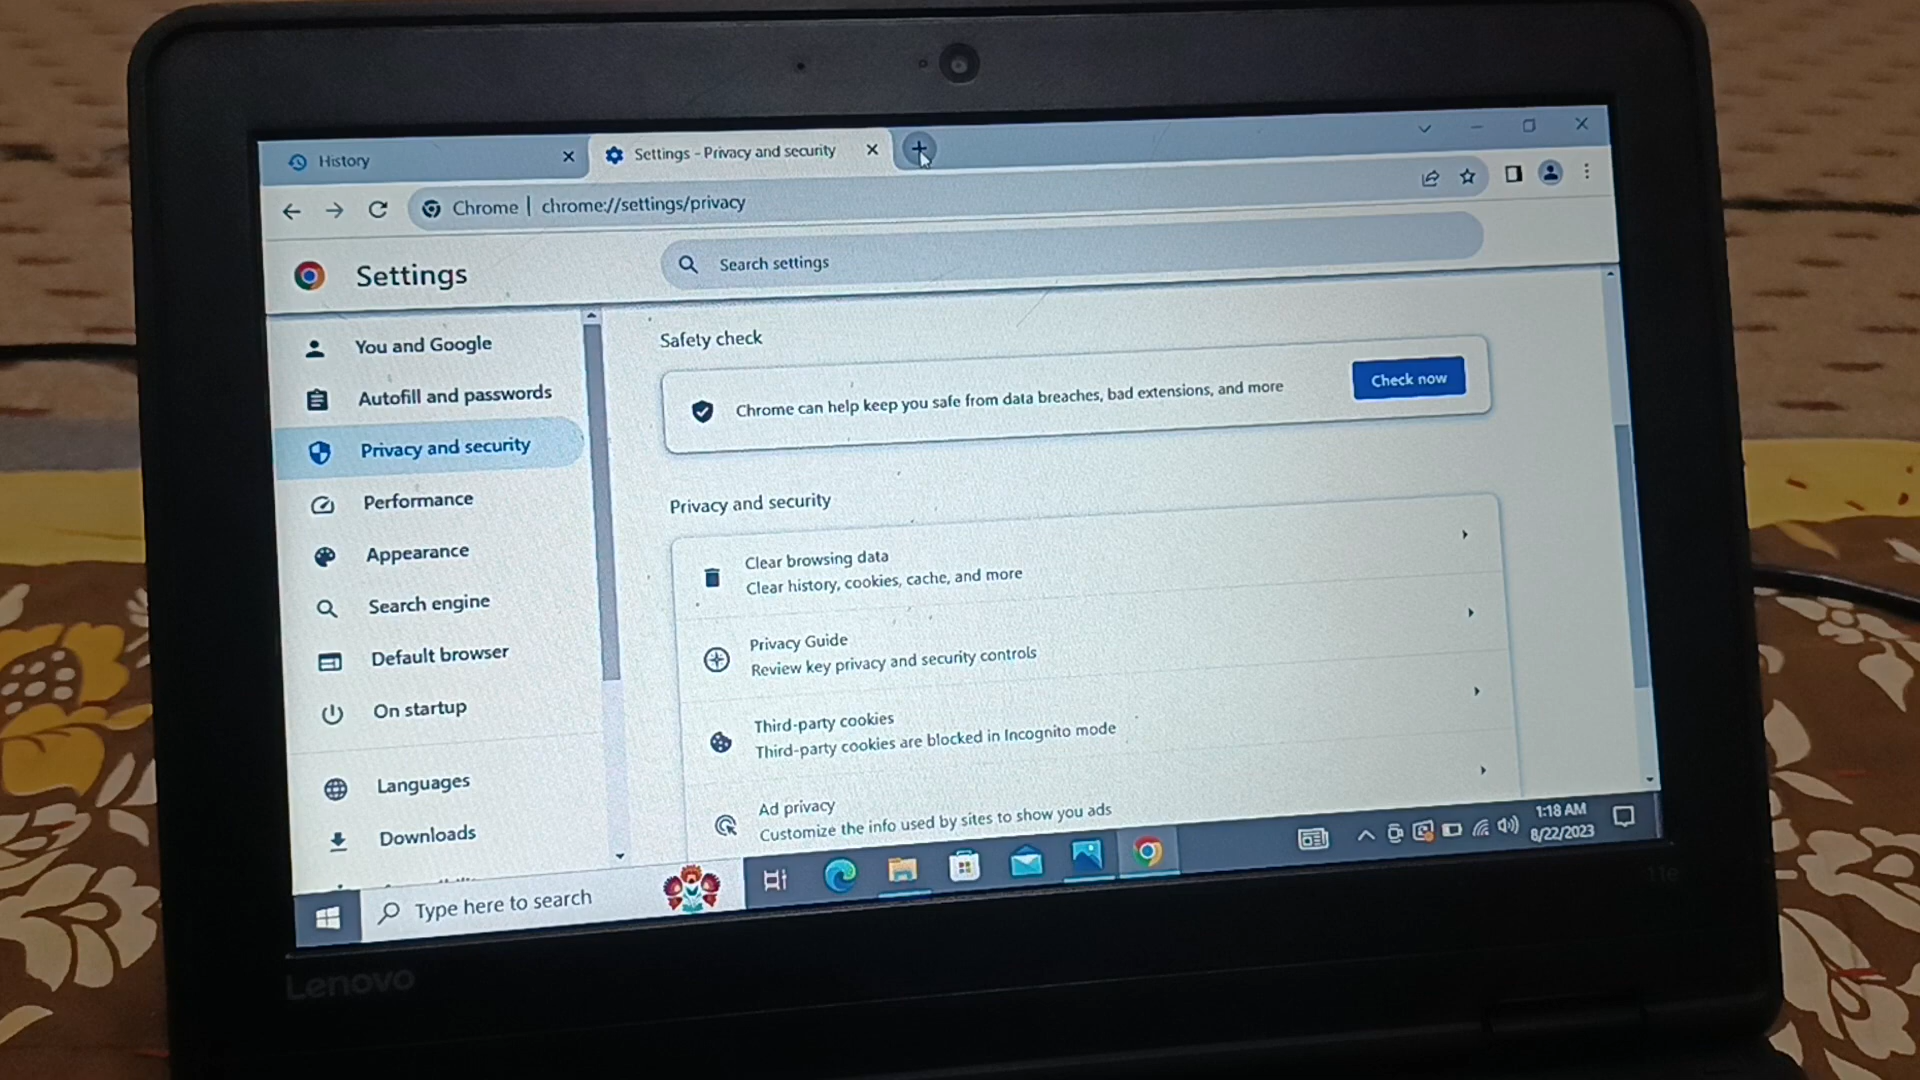 History
Settings - Privacy and security
Chrome | chrome://settings/privacy
Settings
Search settings
You and Google
Autofill and passwords
Privacy and security
Performance
Appearance
Search engine
Default browser
On startup
Languages
Downloads
Safety check
Chrome can help keep you safe from data breaches, bad extensions, and more
Check now
Privacy and security
Clear browsing data
Clear history, cookies, cache, and more
Privacy Guide
Review key privacy and security controls
Third-party cookies
Third-party cookies are blocked in Incognito mode
Ad privacy
Customize the info used by sites to show you ads
Type here to search
1:18 AM
8/22/2023
Lenovo
11e